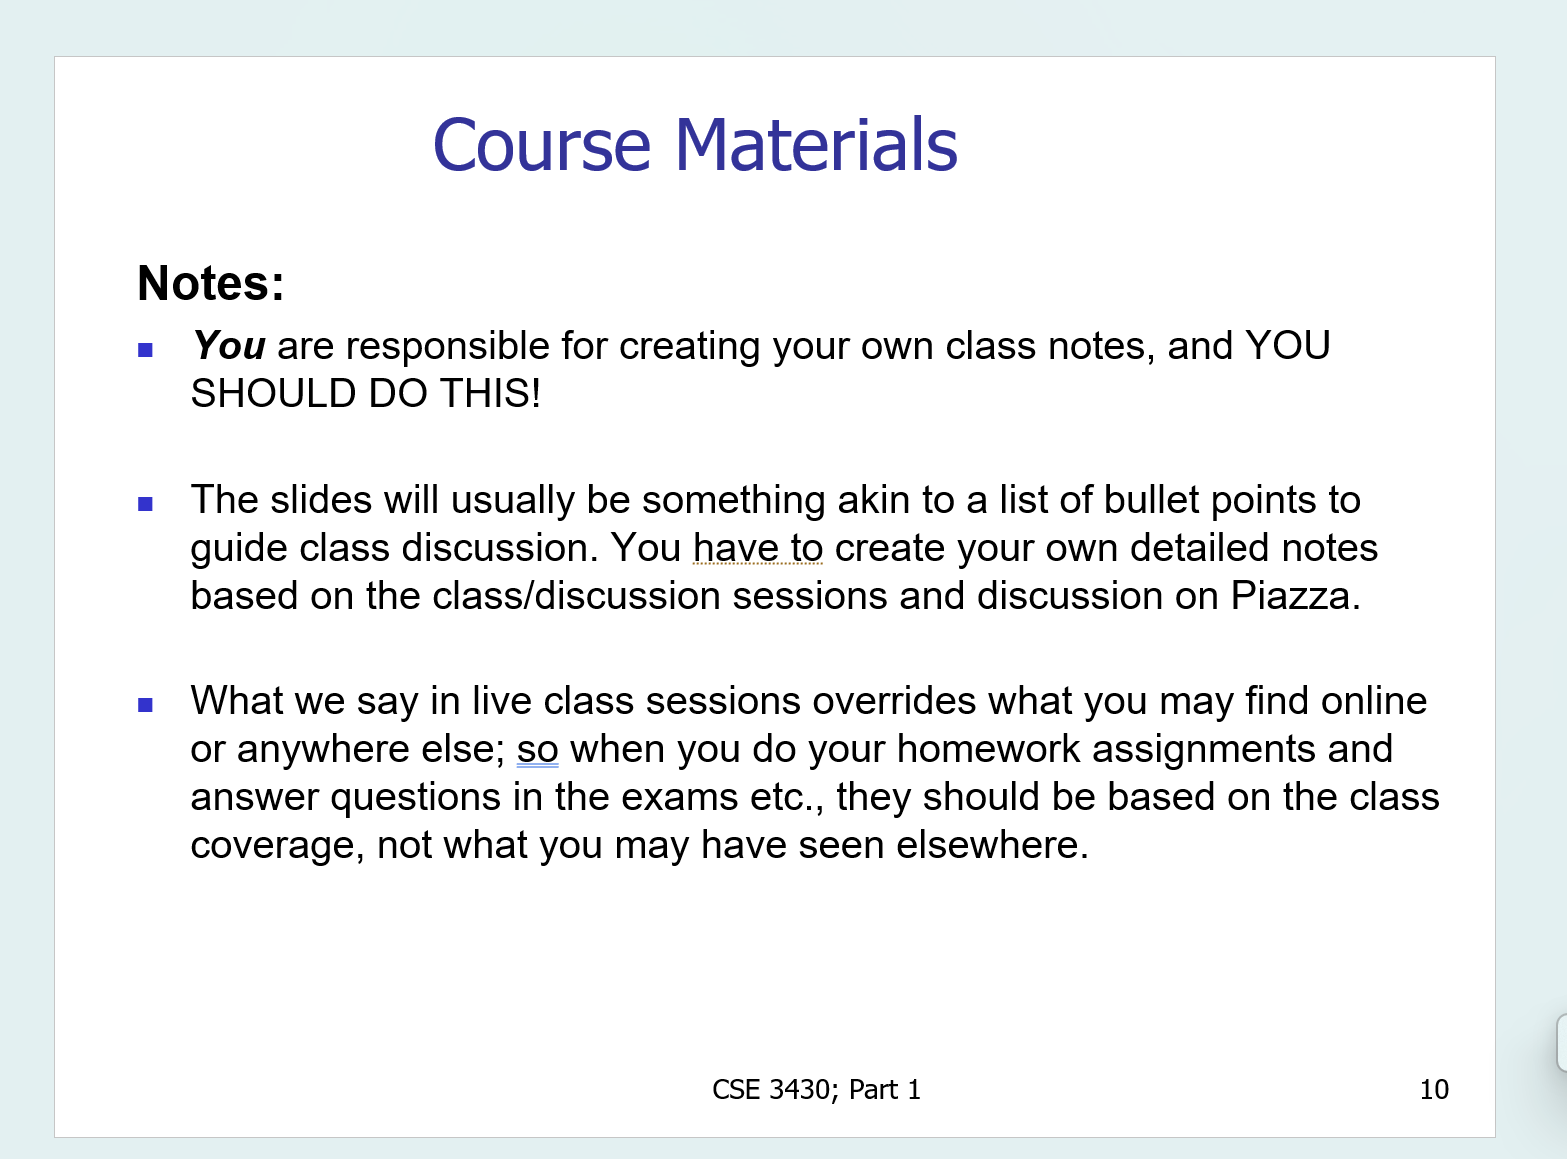 Course Materials
Notes:
You are responsible for creating your own class notes, and YOU
SHOULD DO THIS!
The slides will usually be something akin to a list of bullet points to
guide class discussion. You have to create your own detailed notes
based on the class/discussion sessions and discussion on Piazza.
What we say in live class sessions overrides what you may find online
or anywhere else; so when you do your homework assignments and
answer questions in the exams etc., they should be based on the class
coverage, not what you may have seen elsewhere.
CSE 3430; Part 1
10